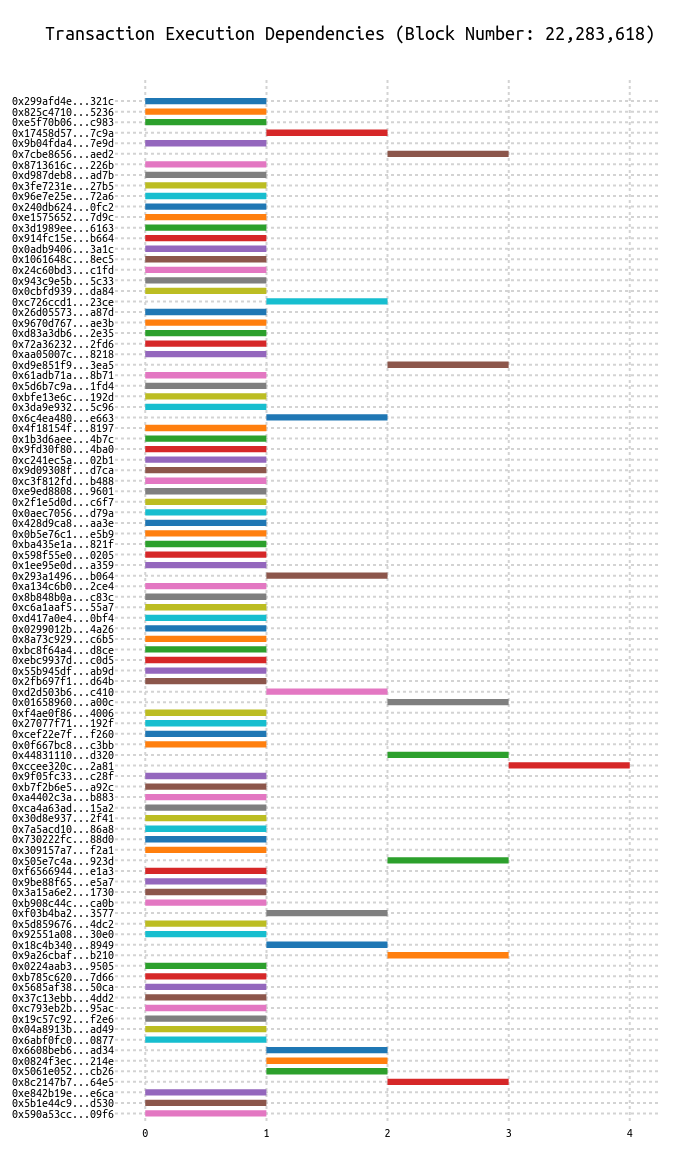 Transaction Execution Dependencies (Block Number: 22,283,618)
0x299afd4e...321c
0x825c4710...5236
0xe5f70b06...c983
0x17458d57...7c9a
0x9b04fda4...7e9d
0x7cbe8656...aed2
0x8713616c...226b
0xd987deb8...ad7b
0x3fe7231e...27b5
0x96e7e25e...72a6
0x240db624...0fc2
0xe1575652...7d9c
0x3d1989ee...6163
0x914fc15e...b664
0x0adb9406...3a1c
0x1061648c...8ec5
0x24c60bd3...c1fd
0x943c9e5b...5c33
0x0cbfd939...da84
0xc726ccd1...23ce
0x26d05573...a87d
0x9670d767...ae3b
0xd83a3db6...2e35
0x72a36232...2fd6
0xaa05007c...8218
0xd9e851f9...3ea5
0x61adb71a...8b71
0x5d6b7c9a...1fd4
0xbfe13e6c...192d
0x3da9e932...5c96
0x6c4ea480...e663
0x4f18154f...8197
0x1b3d6aee...4b7c
0x9fd30f80...4ba0
0xc241ec5a...02b1
0x9d09308f...d7ca
0xc3f812fd...b488
0xe9ed8808...9601
0x2f1e5d0d...c6f7
0x0aec7056...d79a
0x428d9ca8...aa3e
0x0b5e76c1...e5b9
0xba435e1a...821f
0x598f55e0...0205
0x1ee95e0d...a359
0x293a1496...b064
0xa134c6b0...2ce4
0x8b848b0a...c83c
0xc6a1aaf5...55a7
0xd417a0e4...0bf4
0x0299012b...4a26
0x8a73c929...c6b5
0xbc8f64a4...d8ce
0xebc9937d...c0d5
0x55b945df...ab9d
0x2fb697f1...d64b
0xd2d503b6...c410
0x01658960...a00c
0xf4ae0f86...4006
0x27077f71...192f
0xcef22e7f...f260
0x0f667bc8...c3bb
0x44831110...d320
0xccee320c...2a81
0x9f05fc33...c28f
0xb7f2b6e5...a92c
0xa4402c3a...b883
0xca4a63ad...15a2
0x30d8e937...2f41
0x7a5acd10...86a8
0x730222fc...88d0
0x309157a7...f2a1
0x505e7c4a...923d
0xf6566944...e1a3
0x9be88f65...e5a7
0x3a15a6e2...1730
0xb908c44c...ca0b
0xf03b4ba2...3577
0x5d859676...4dc2
0x92551a08...30e0
0x18c4b340...8949
0x9a26cbaf...b210
0x0224aab3...9505
0xb785c620...7d66
0x5685af38...50ca
0x37c13ebb...4dd2
0xc793eb2b...95ac
0x19c57c92...f2e6
0x04a8913b...ad49
0x6abf0fc0...0877
0x6608beb6...ad34
0x0824f3ec...214e
0x5061e052...cb26
0x8c2147b7...64e5
0xe842b19e...e6ca
0x5b1e44c9...d530
0x590a53cc...09f6
0 1 2 3 4